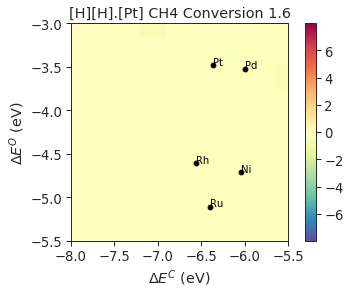 [H][H].[Pt] CH4 Conversion 1.6
−3.0
−3.5
−4.0
−4.5
−5.0
−5.5
ΔE^O (eV)
Pt
Pd
Rh
Ni
Ru
−8.0 −7.5 −7.0 −6.5 −6.0 −5.5
ΔE^C (eV)
6
4
2
0
−2
−4
−6